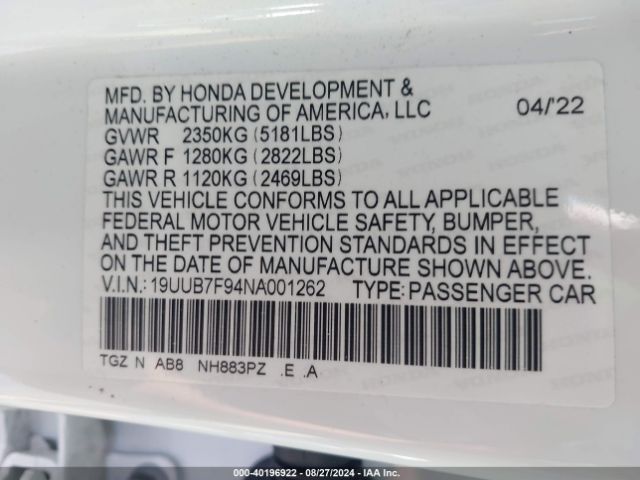 MFD. BY HONDA DEVELOPMENT &
MANUFACTURING OF AMERICA, LLC 04/'22
GVWR 2350KG (5181LBS)
GAWR F 1280KG (2822LBS)
GAWR R 1120KG (2469LBS)
THIS VEHICLE CONFORMS TO ALL APPLICABLE
FEDERAL MOTOR VEHICLE SAFETY, BUMPER,
AND THEFT PREVENTION STANDARDS IN EFFECT
ON THE DATE OF MANUFACTURE SHOWN ABOVE.
V.I.N.: 19UUB7F94NA001262 TYPE: PASSENGER CAR
TGZ N AB8 NH883PZ .E .A
000-40196922 - 08/27/2024 - IAA Inc.